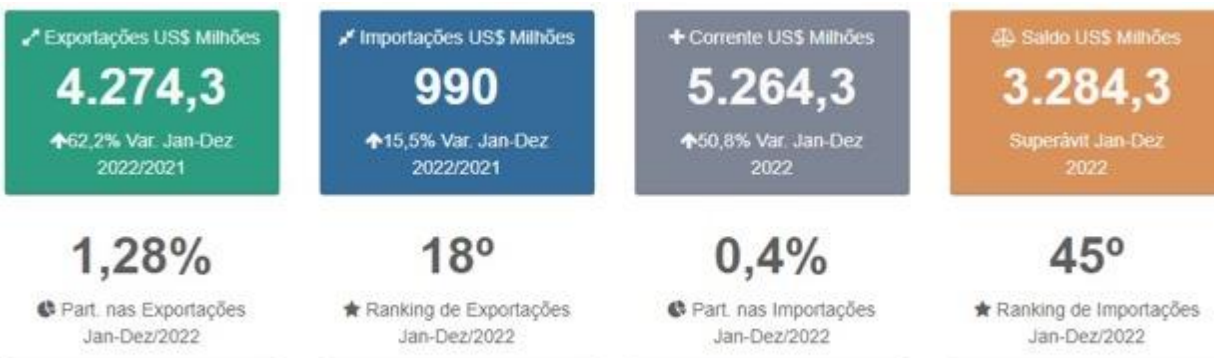 Exportações US$ Milhões
4.274,3
62,2% Var. Jan-Dez
2022/2021
Importações US$ Milhões
990
15,5% Var. Jan-Dez
2022/2021
Corrente US$ Milhões
5.264,3
50,8% Var. Jan-Dez
2022
Saldo US$ Milhões
3.284,3
Superávit Jan-Dez
2022
1,28%
Part. nas Exportações
Jan-Dez/2022
18º
Ranking de Exportações
Jan-Dez/2022
0,4%
Part. nas Importações
Jan-Dez/2022
45º
Ranking de Importações
Jan-Dez/2022